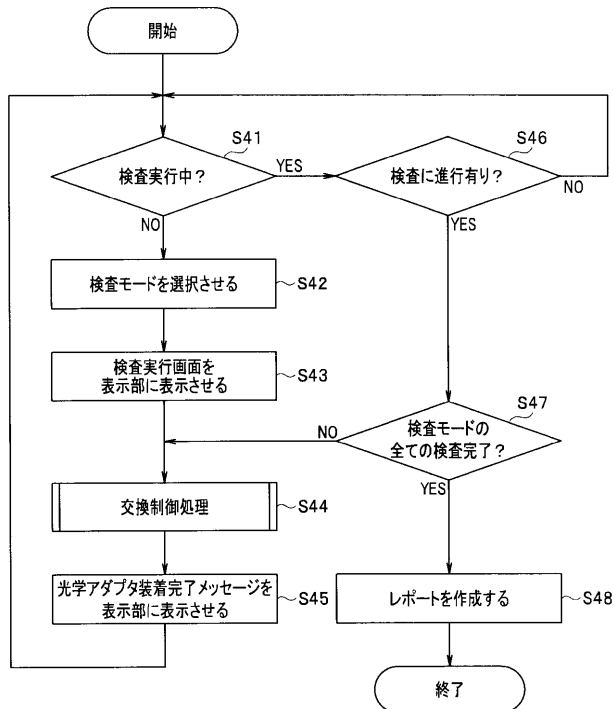 開始
S41
検査実行中？
YES
NO
S46
検査に進行有り？
NO
YES
検査モードを選択させる
S42
検査実行画面を
表示部に表示させる
S43
S47
検査モードの
全ての検査完了？
NO
YES
交換制御処理
S44
光学アダプタ装着完了メッセージを
表示部に表示させる
S45
レポートを作成する
S48
終了